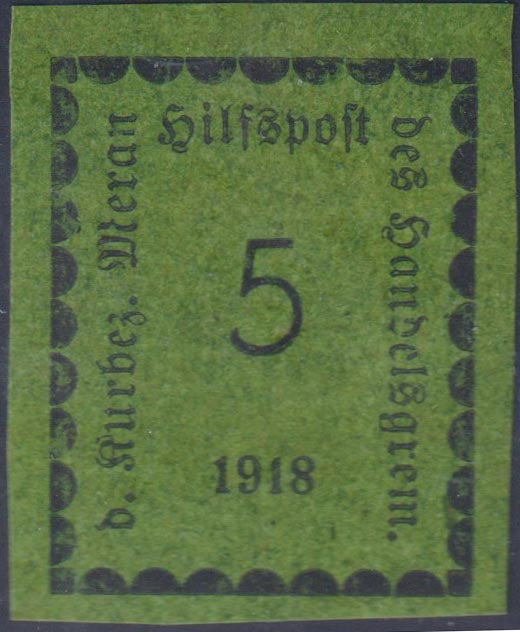 Hilfspost
des Handelsgrem.
d. Kurbez. Meran
5
1918